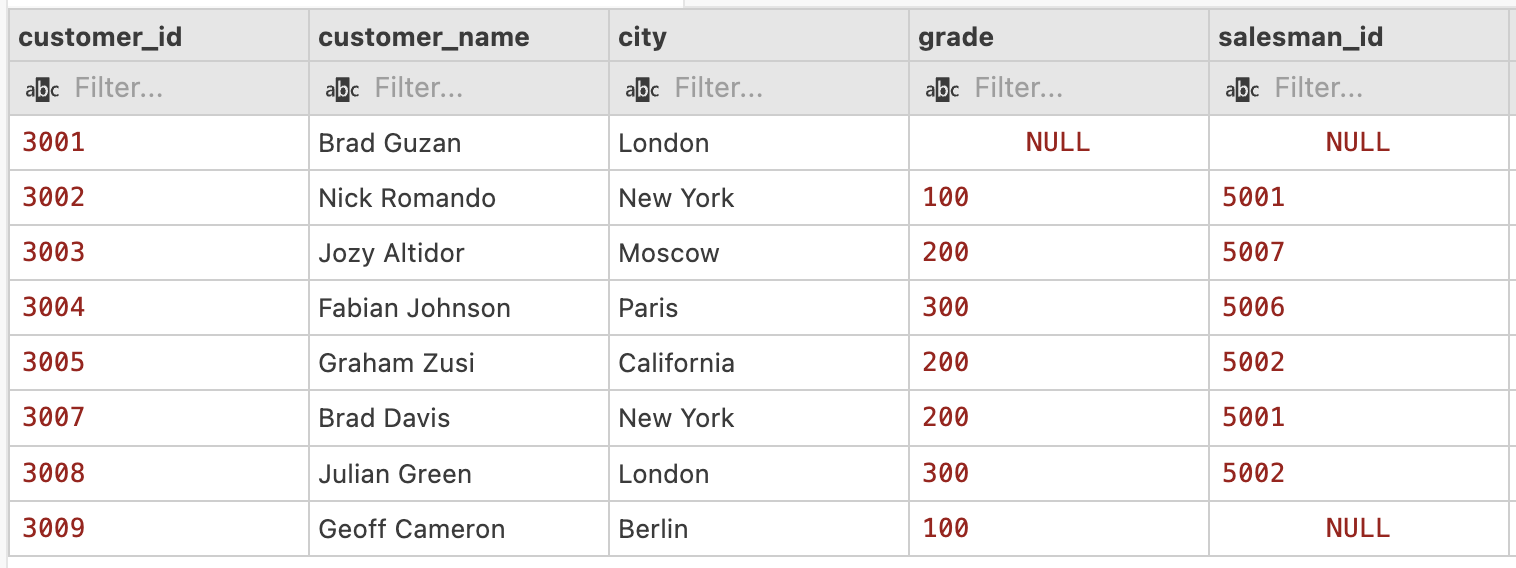 customer_id customer_name city grade salesman_id
abc Filter... abc Filter... abc Filter... abc Filter... abc Filter...
3001 Brad Guzan London NULL NULL
3002 Nick Romando New York 100 5001
3003 Jozy Altidor Moscow 200 5007
3004 Fabian Johnson Paris 300 5006
3005 Graham Zusi California 200 5002
3007 Brad Davis New York 200 5001
3008 Julian Green London 300 5002
3009 Geoff Cameron Berlin 100 NULL